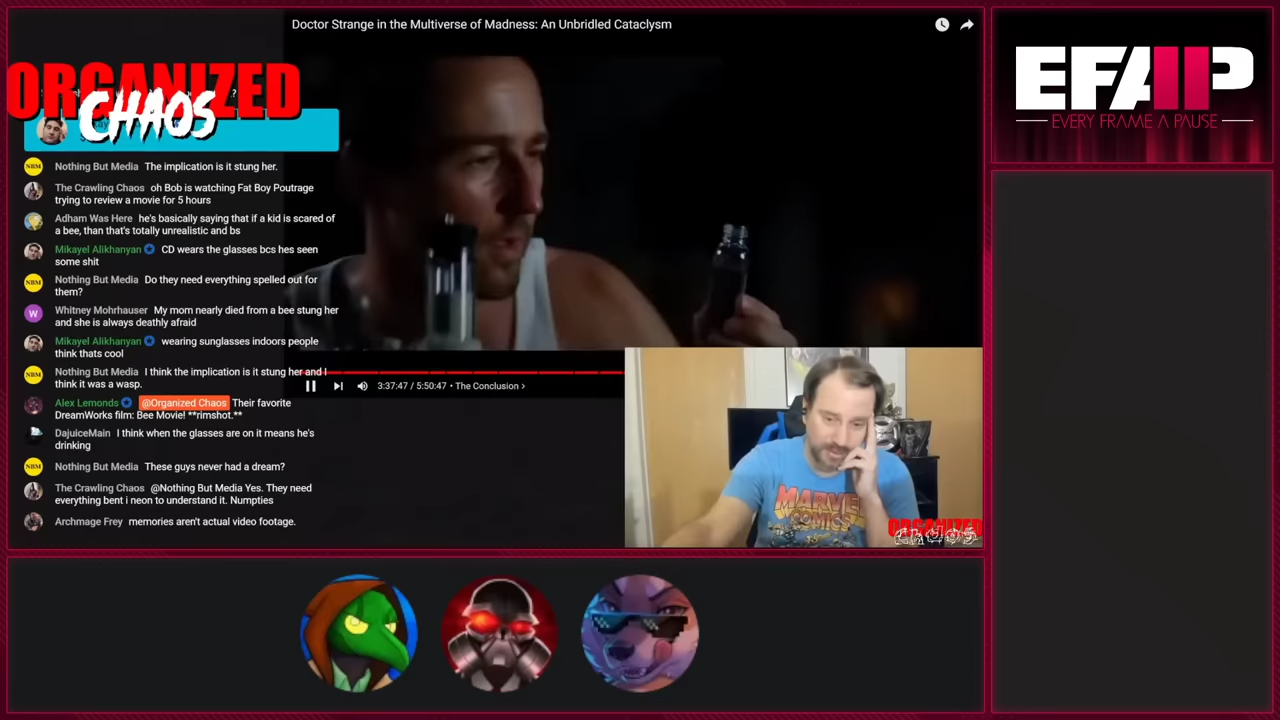 Doctor Strange in the Multiverse of Madness: An Unbridled Cataclysm
ORGANIZED
CHAOS
Nothing But Media The implication is it stung her.
The Crawling Chaos oh Bob is watching Fat Boy Poutrage
trying to review a movie for 5 hours
Adham Was Here he's basically saying that if a kid is scared of
a bee, than that's totally unrealistic and bs
Mikayel Alikhanyan CD wears the glasses bcs hes seen
some shit
Nothing But Media Do they need everything spelled out for
them?
Whitney Mohrhauser My mom nearly died from a bee stung her
and she is always deathly afraid
Mikayel Alikhanyan wearing sunglasses indoors people
think thats cool
Nothing But Media I think the implication is it stung her and I
think it was a wasp.
Alex Lemonds @Organized Chaos Their favorite
DreamWorks film: Bee Movie! **rimshot.**
DajuiceMain I think when the glasses are on it means he's
drinking
Nothing But Media These guys never had a dream?
The Crawling Chaos @Nothing But Media Yes. They need
everything bent i neon to understand it. Numpties
Archmage Frey memories aren't actual video footage.
NBM
NBM
W
NBM
NBM
3:37:47 / 5:50:47 • The Conclusion >
MARVEL
COMICS
ORGANIZED
CHAOS
EFAP
EVERY FRAME A PAUSE